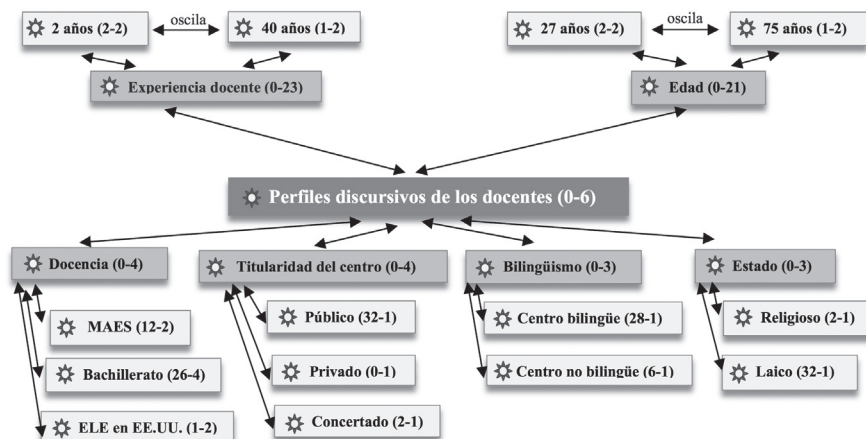 2 años (2-2)
oscila
40 años (1-2)
27 años (2-2)
oscila
75 años (1-2)
Experiencia docente (0-23)
Edad (0-21)
Perfiles discursivos de los docentes (0-6)
Docencia (0-4)
Titularidad del centro (0-4)
Bilingüismo (0-3)
Estado (0-3)
MAES (12-2)
Público (32-1)
Centro bilingüe (28-1)
Religioso (2-1)
Bachillerato (26-4)
Privado (0-1)
Centro no bilingüe (6-1)
Laico (32-1)
ELE en EE.UU. (1-2)
Concertado (2-1)